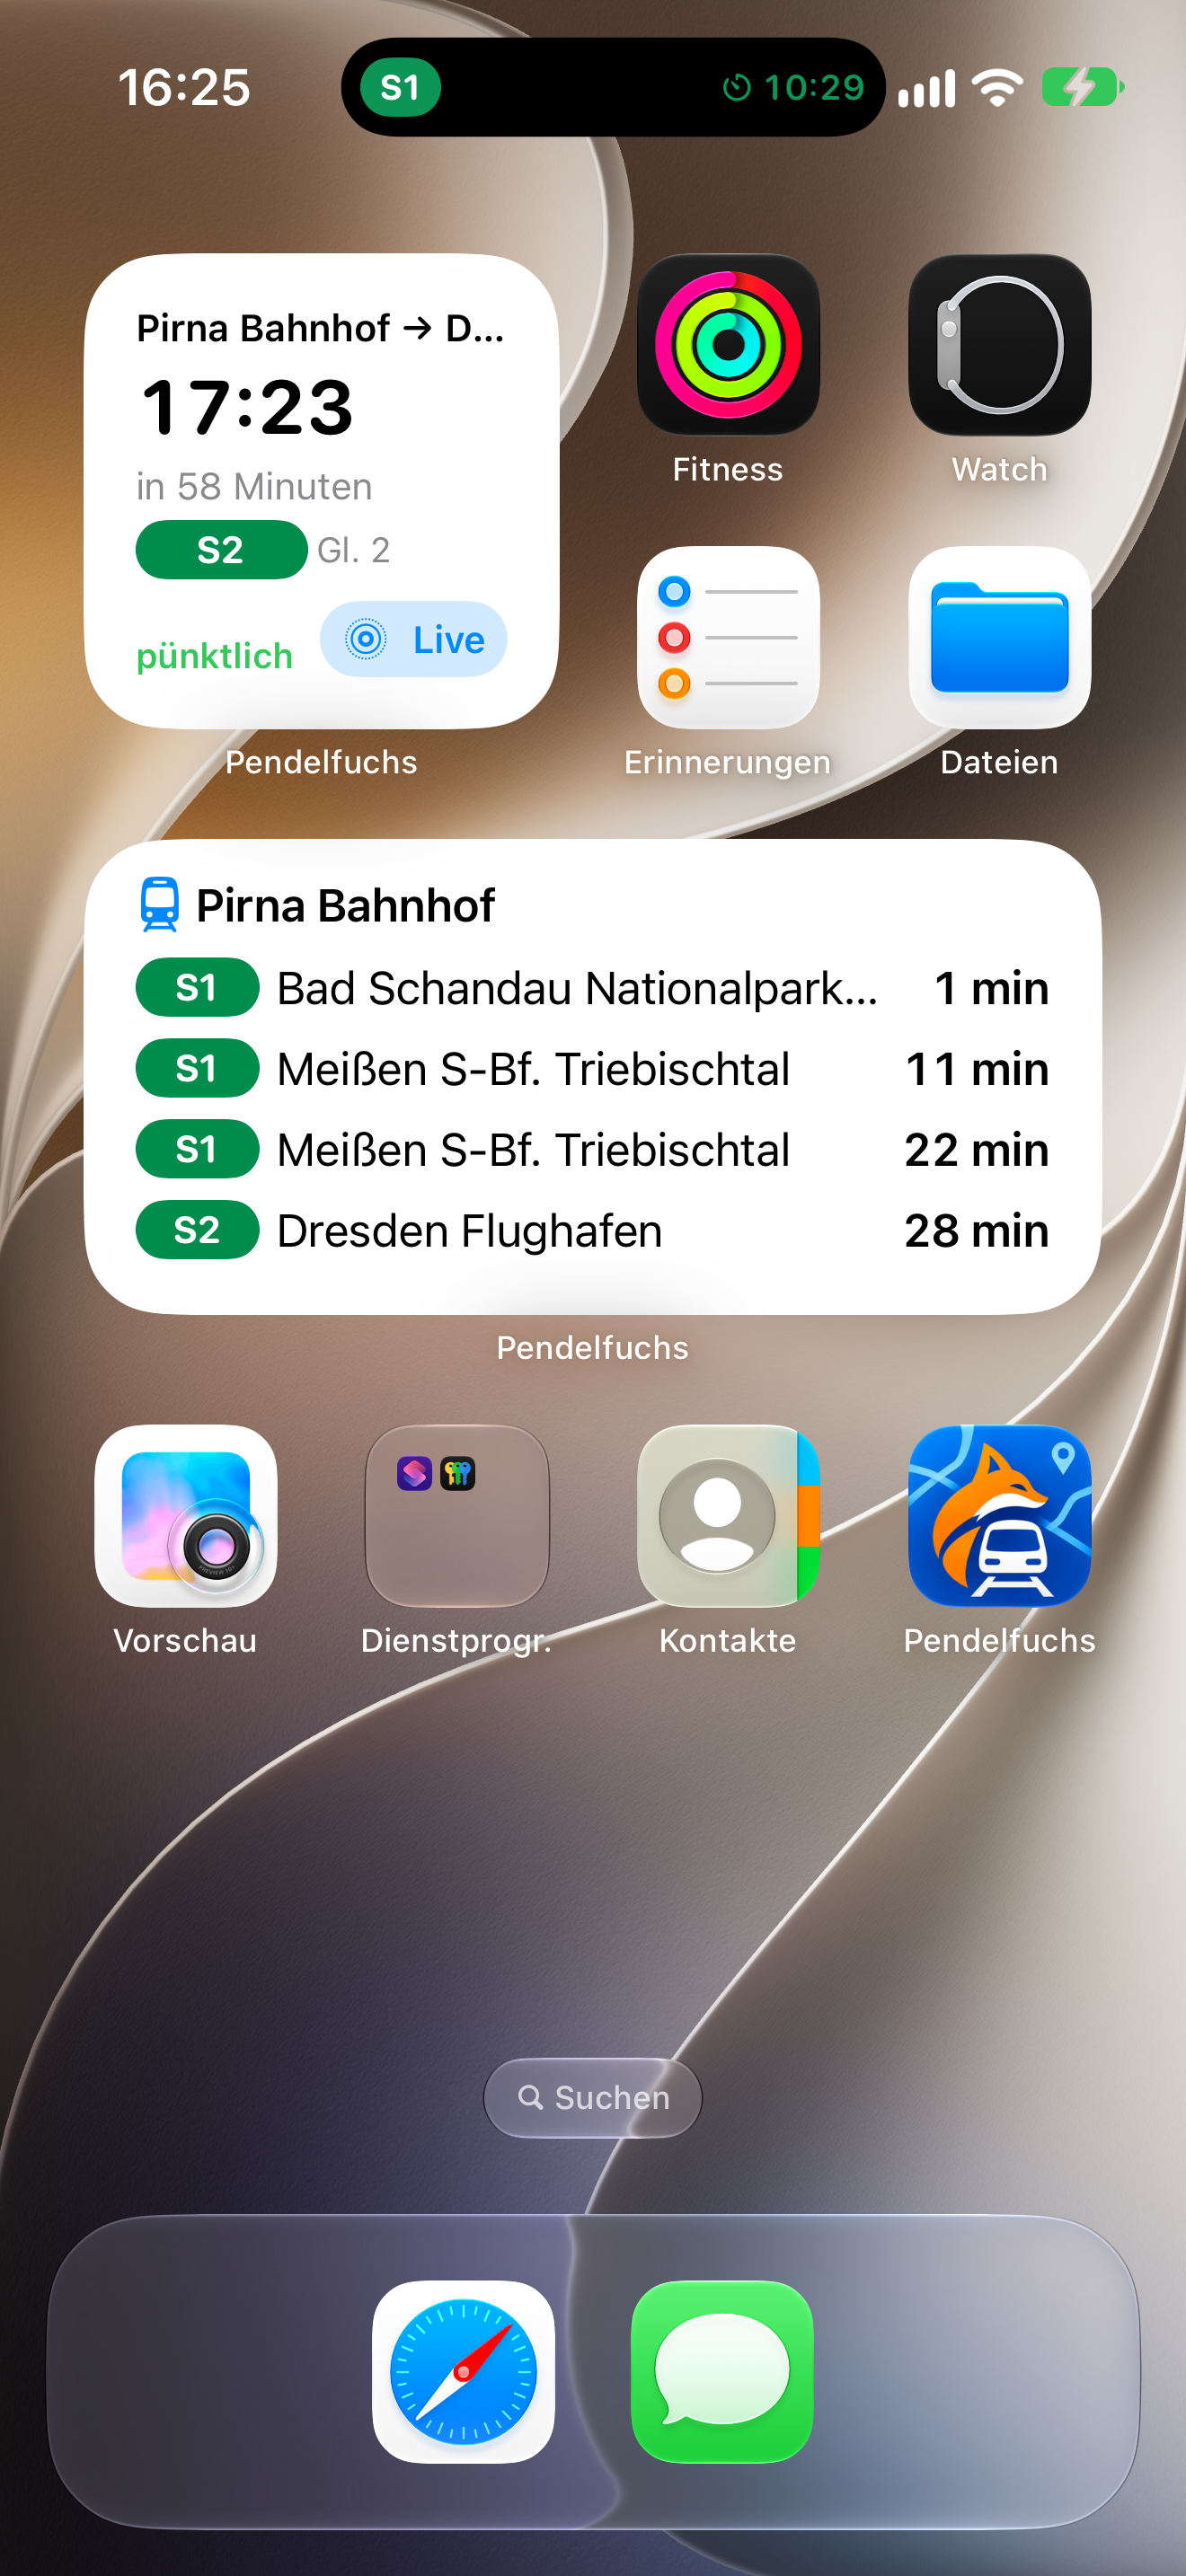 16:25
S1
10:29
Pirna Bahnhof → D...
17:23
in 58 Minuten
S2 Gl. 2
pünktlich
Live
Pendelfuchs
Fitness
Watch
Erinnerungen
Dateien
Pirna Bahnhof
S1 Bad Schandau Nationalpark... 1 min
S1 Meißen S-Bf. Triebischtal 11 min
S1 Meißen S-Bf. Triebischtal 22 min
S2 Dresden Flughafen 28 min
Pendelfuchs
Vorschau
Dienstprogr.
Kontakte
Pendelfuchs
Suchen